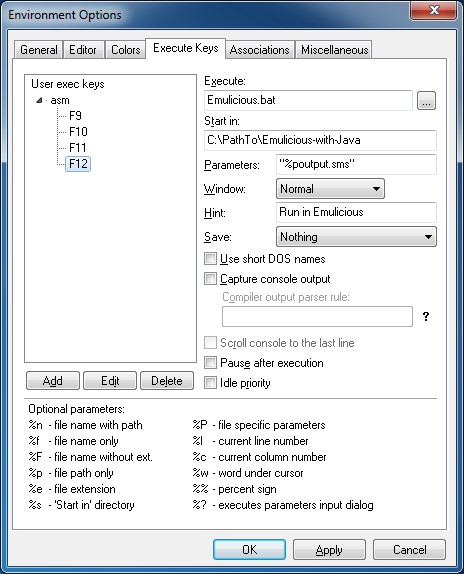 Environment Options
General Editor Colors Execute Keys Associations Miscellaneous
User exec keys
asm
F9
F10
F11
F12
Add Edit Delete
Execute:
Emulicious.bat
...
Start in:
C:\PathTo\Emulicious-with-Java
Parameters: "%poutput.sms"
Window: Normal
Hint: Run in Emulicious
Save: Nothing
Use short DOS names
Capture console output
Compiler output parser rule:
?
Scroll console to the last line
Pause after execution
Idle priority
Optional parameters:
%n - file name with path
%f - file name only
%F - file name without ext.
%p - file path only
%e - file extension
%s - 'Start in' directory
%P - file specific parameters
%l - current line number
%c - current column number
%w - word under cursor
%% - percent sign
%? - executes parameters input dialog
OK Apply Cancel